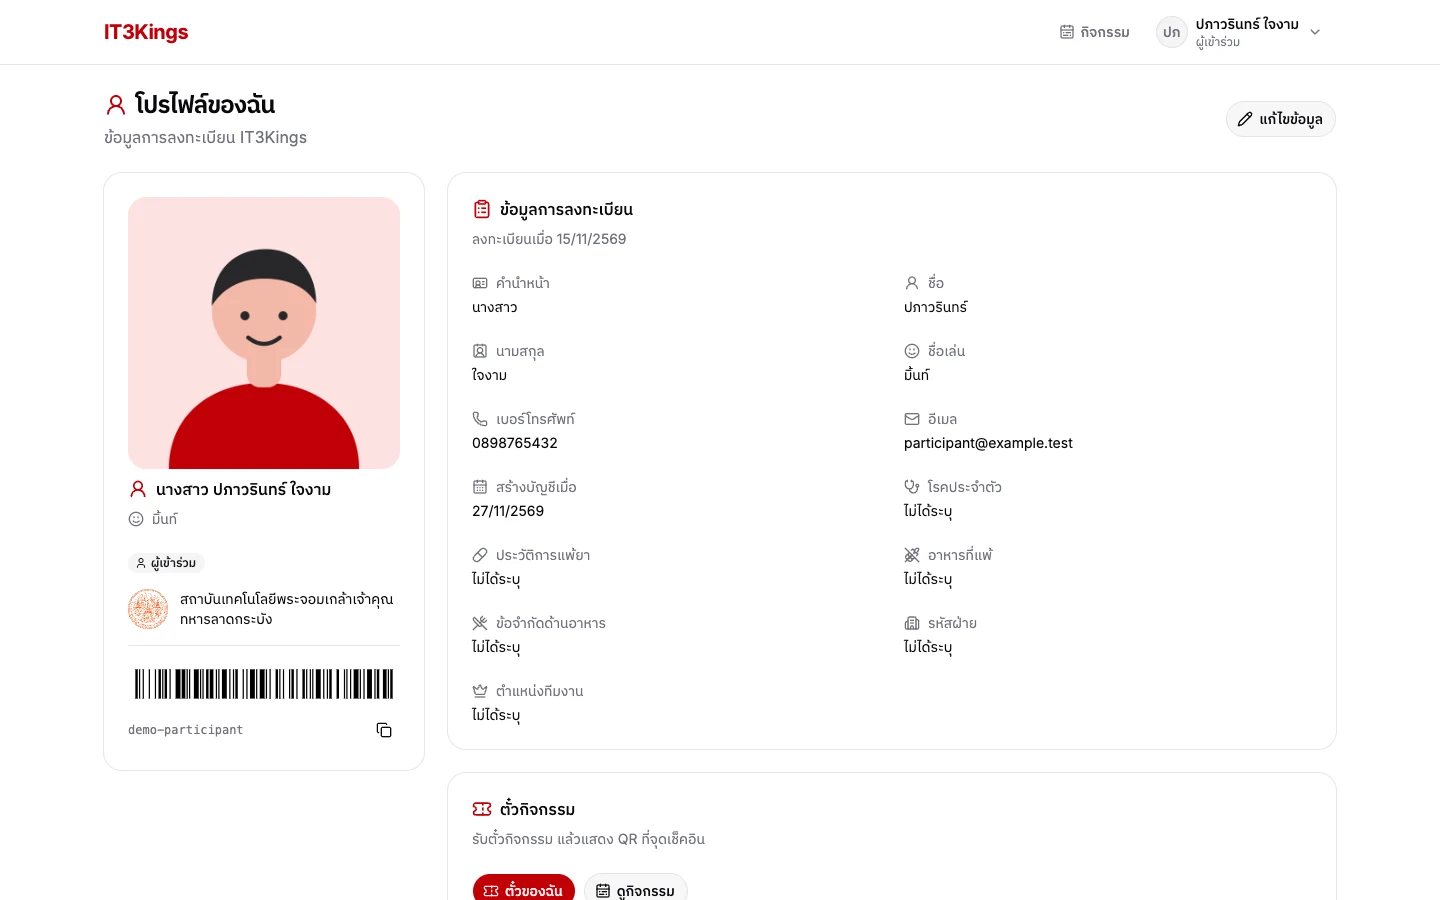 IT3Kings
กิจกรรม
ปภ
ปภาวรินทร์ ใจงาม
ผู้เข้าร่วม
โปรไฟล์ของฉัน
ข้อมูลการลงทะเบียน IT3Kings
แก้ไขข้อมูล
นางสาว ปภาวรินทร์ ใจงาม
มิ้นท์
ผู้เข้าร่วม
สถาบันเทคโนโลยีพระจอมเกล้าเจ้าคุณ
ทหารลาดกระบัง
demo-participant
ข้อมูลการลงทะเบียน
ลงทะเบียนเมื่อ 15/11/2569
คำนำหน้า
นางสาว
ชื่อ
ปภาวรินทร์
นามสกุล
ใจงาม
ชื่อเล่น
มิ้นท์
เบอร์โทรศัพท์
0898765432
อีเมล
participant@example.test
สร้างบัญชีเมื่อ
27/11/2569
โรคประจำตัว
ไม่ได้ระบุ
ประวัติการแพ้ยา
ไม่ได้ระบุ
อาหารที่แพ้
ไม่ได้ระบุ
ข้อจำกัดด้านอาหาร
ไม่ได้ระบุ
รหัสฝ่าย
ไม่ได้ระบุ
ตำแหน่งทีมงาน
ไม่ได้ระบุ
ตั๋วกิจกรรม
รับตั๋วกิจกรรม แล้วแสดง QR ที่จุดเช็คอิน
ตั๋วของฉัน
ดูกิจกรรม